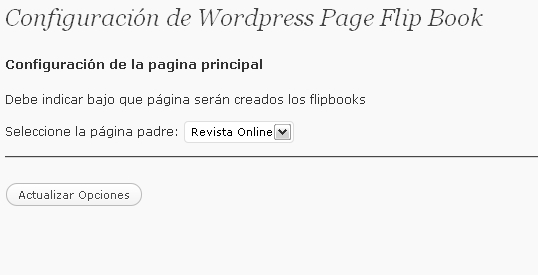 Configuración de Wordpress Page Flip Book
Configuración de la pagina principal
Debe indicar bajo que página serán creados los flipbooks
Seleccione la página padre: Revista Online
Actualizar Opciones